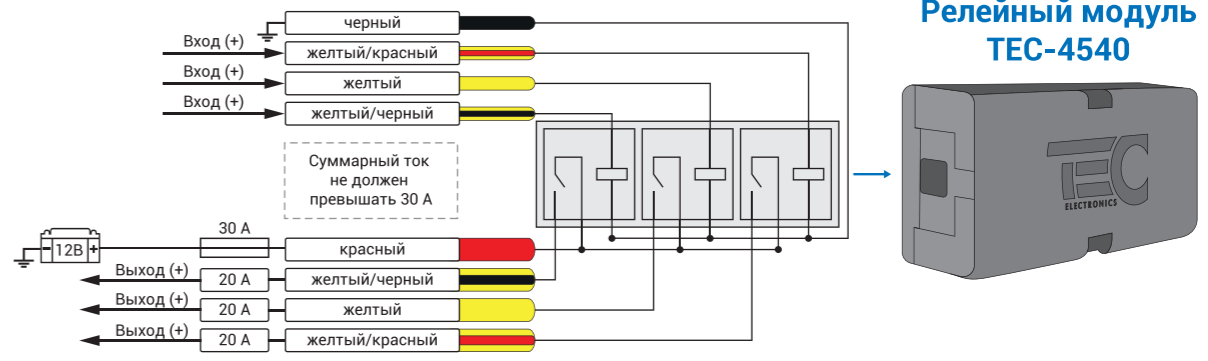 Релейный модуль
TEC-4540
черный
Вход (+)
желтый/красный
Вход (+)
желтый
Вход (+)
желтый/черный
Суммарный ток
не должен
превышать 30 А
TEC
ELECTRONICS
30 А
- 12В +
красный
Выход (+)
20 А
желтый/черный
Выход (+)
20 А
желтый
Выход (+)
20 А
желтый/красный